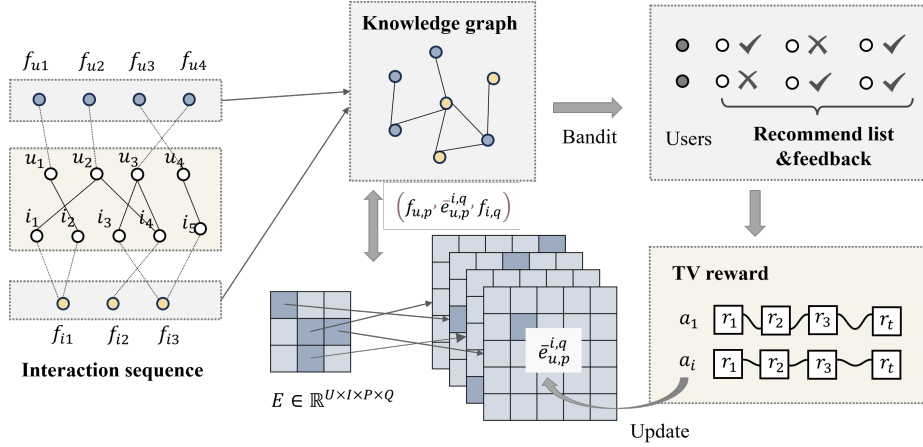 f_{u1} f_{u2} f_{u3} f_{u4}
u_1 u_2 u_3 u_4
i_1 i_2 i_3 i_4 i_5
f_{i1} f_{i2} f_{i3}
Interaction sequence
Knowledge graph
(f_{u,p}, \bar{e}_{u,p}^{i,q}, f_{i,q})
E ∈ ℝ^{U×I×P×Q}
\bar{e}_{u,p}^{i,q}
Bandit
Users
Recommend list
&feedback
TV reward
a_1 r_1 r_2 r_3 r_t
a_i r_1 r_2 r_3 r_t
Update